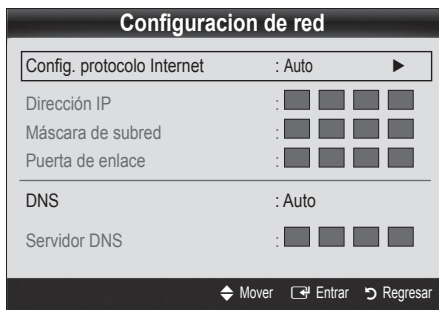 Configuracion de red
Config. protocolo Internet : Auto ►
Dirección IP :
Máscara de subred :
Puerta de enlace :
DNS : Auto
Servidor DNS :
Mover Entrar Regresar